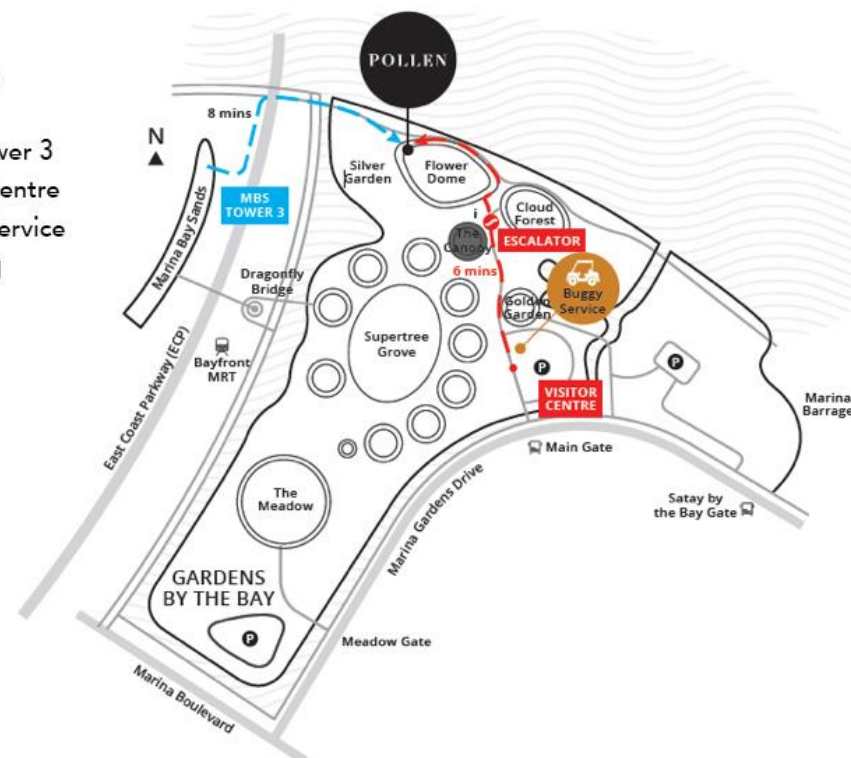 POLLEN
8 mins
N
wer 3
entre
ervice
MBS
TOWER 3
Marina Bay Sands
Silver
Garden
Flower
Dome
i
Cloud
Forest
The
Canopy
ESCALATOR
6 mins
Dragonfly
Bridge
Golden
Garden
Buggy
Service
Supertree
Grove
Bayfront
MRT
East Coast Parkway (ECP)
P
P
VISITOR
CENTRE
Marina
Barrage
Main Gate
Satay by
the Bay Gate
The
Meadow
Marina Gardens Drive
GARDENS
BY THE BAY
P
Meadow Gate
Marina Boulevard